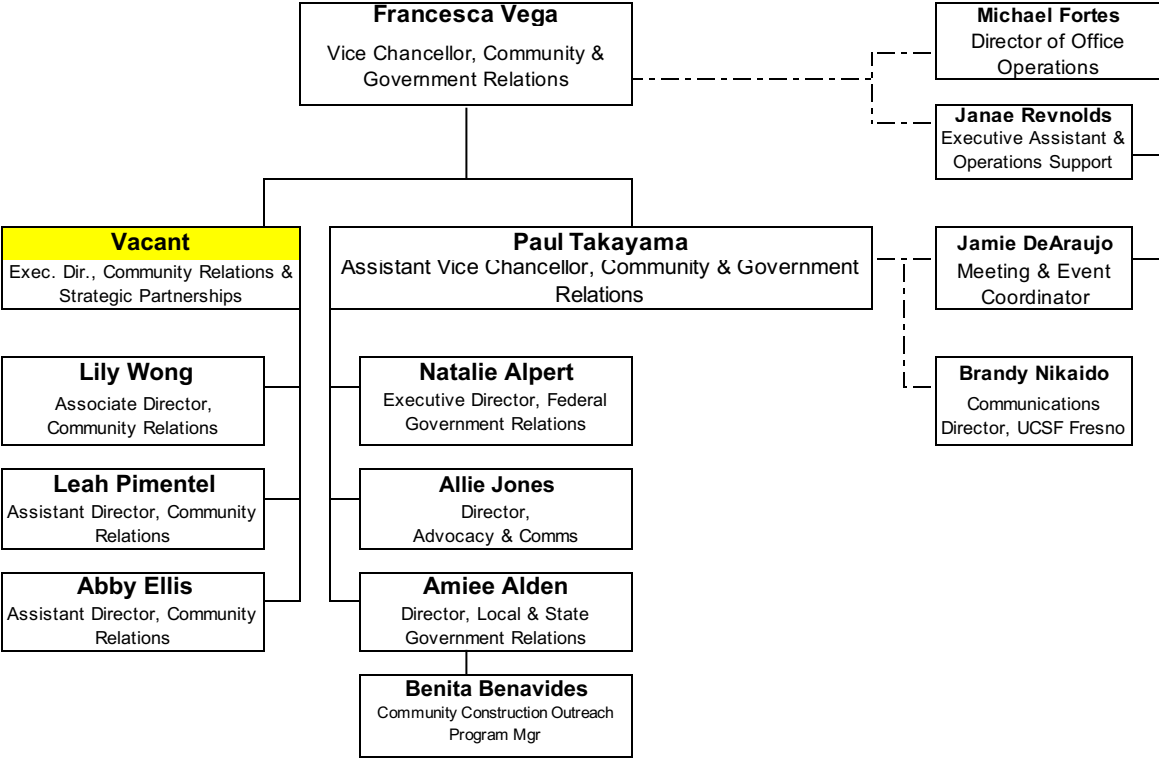 Francesca Vega
Vice Chancellor, Community &
Government Relations
Michael Fortes
Director of Office
Operations
Janae Reynolds
Executive Assistant &
Operations Support
Vacant
Exec. Dir., Community Relations &
Strategic Partnerships
Paul Takayama
Assistant Vice Chancellor, Community & Government
Relations
Jamie DeAraujo
Meeting & Event
Coordinator
Lily Wong
Associate Director,
Community Relations
Natalie Alpert
Executive Director, Federal
Government Relations
Brandy Nikaido
Communications
Director, UCSF Fresno
Leah Pimentel
Assistant Director, Community
Relations
Allie Jones
Director,
Advocacy & Comms
Abby Ellis
Assistant Director, Community
Relations
Amiee Alden
Director, Local & State
Government Relations
Benita Benavides
Community Construction Outreach
Program Mgr